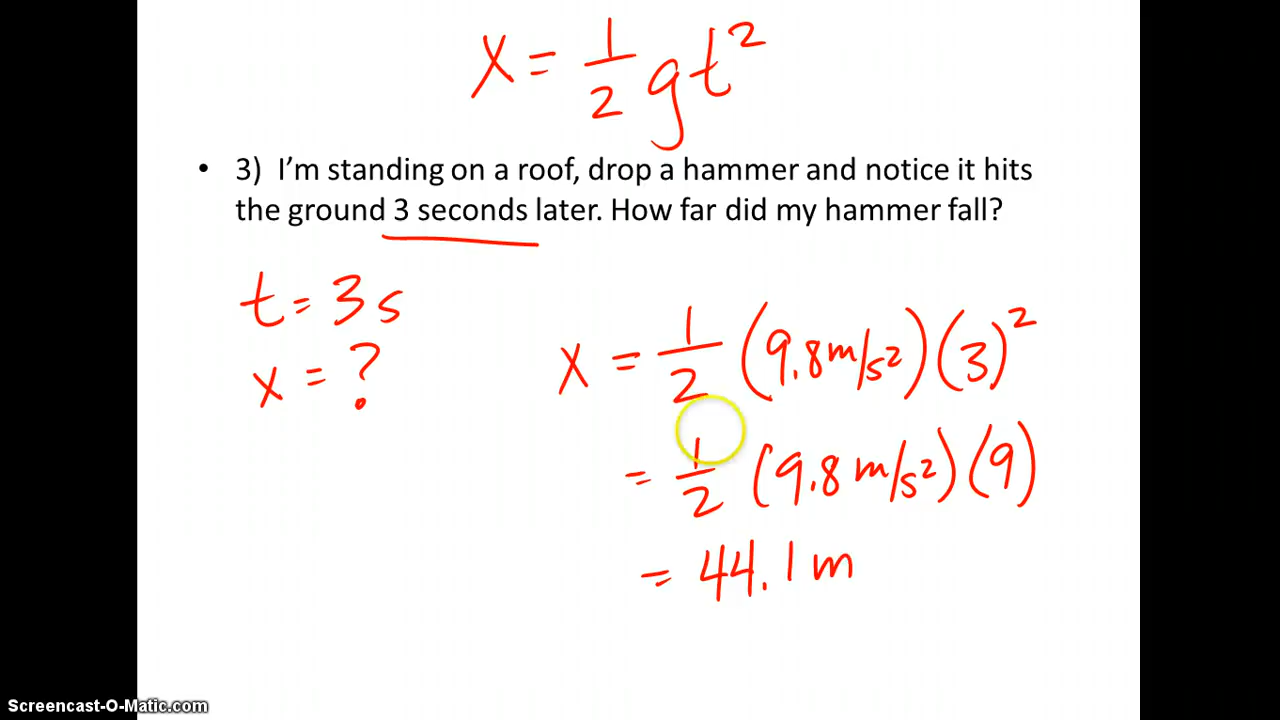 x = 1/2 gt²
• 3) I'm standing on a roof, drop a hammer and notice it hits
the ground 3 seconds later. How far did my hammer fall?
t = 3s
x = ?
x = 1/2 (9.8 m/s²)(3)²
= 1/2 (9.8 m/s²)(9)
= 44.1 m
Screencast-O-Matic.com